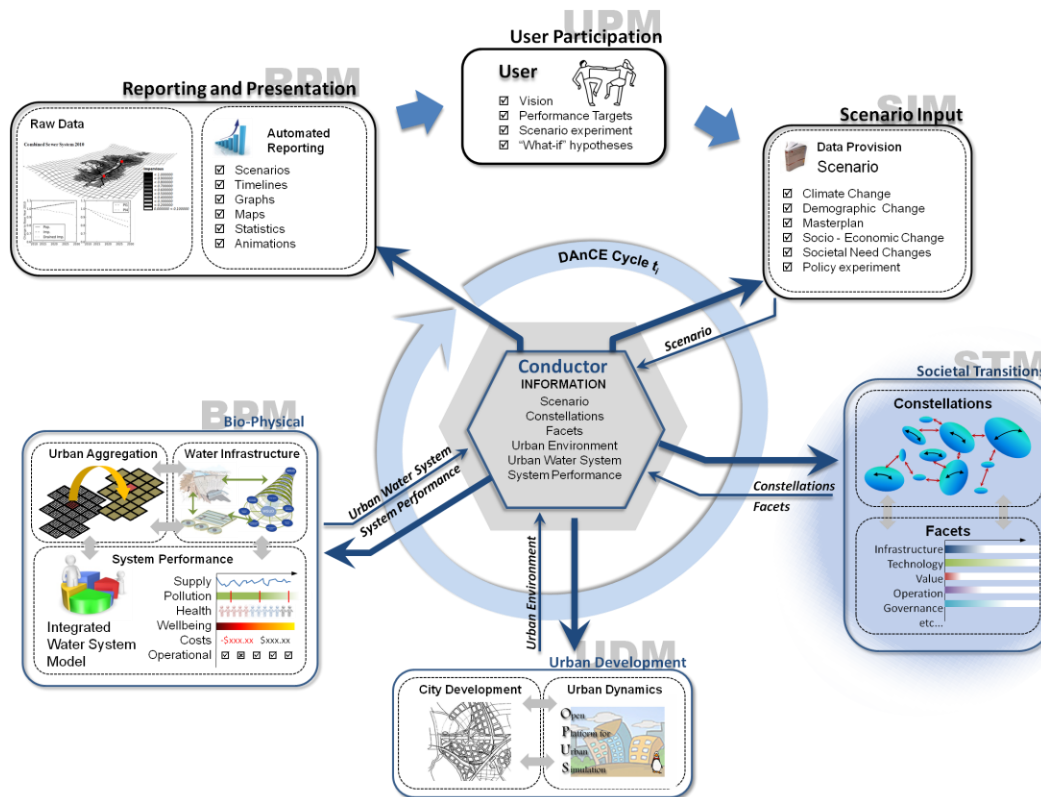 UPM
User Participation
User
Vision
Performance Targets
Scenario experiment
"What-if" hypotheses
RPM
Reporting and Presentation
Raw Data
Combined Sewer System 2010
Automated
Reporting
Scenarios
Timelines
Graphs
Maps
Statistics
Animations
SIM
Scenario Input
Data Provision
Scenario
Climate Change
Demographic Change
Masterplan
Socio - Economic Change
Societal Need Changes
Policy experiment
DAnCE Cycle ti
Scenario
Conductor
INFORMATION
Scenario
Constellations
Facets
Urban Environment
Urban Water System
System Performance
BPM
Bio-Physical
Urban Aggregation
Water Infrastructure
System Performance
Integrated
Water System
Model
Supply
Pollution
Health
Wellbeing
Costs -$xxx.xx $xxx.xx
Operational
Urban Water System
System Performance
Urban Environment
Constellations
Facets
STM
Societal Transitions
Constellations
Facets
Infrastructure
Technology
Value
Operation
Governance
etc...
UDM
Urban Development
City Development
Urban Dynamics
Open
Platform for
Urban
Simulation